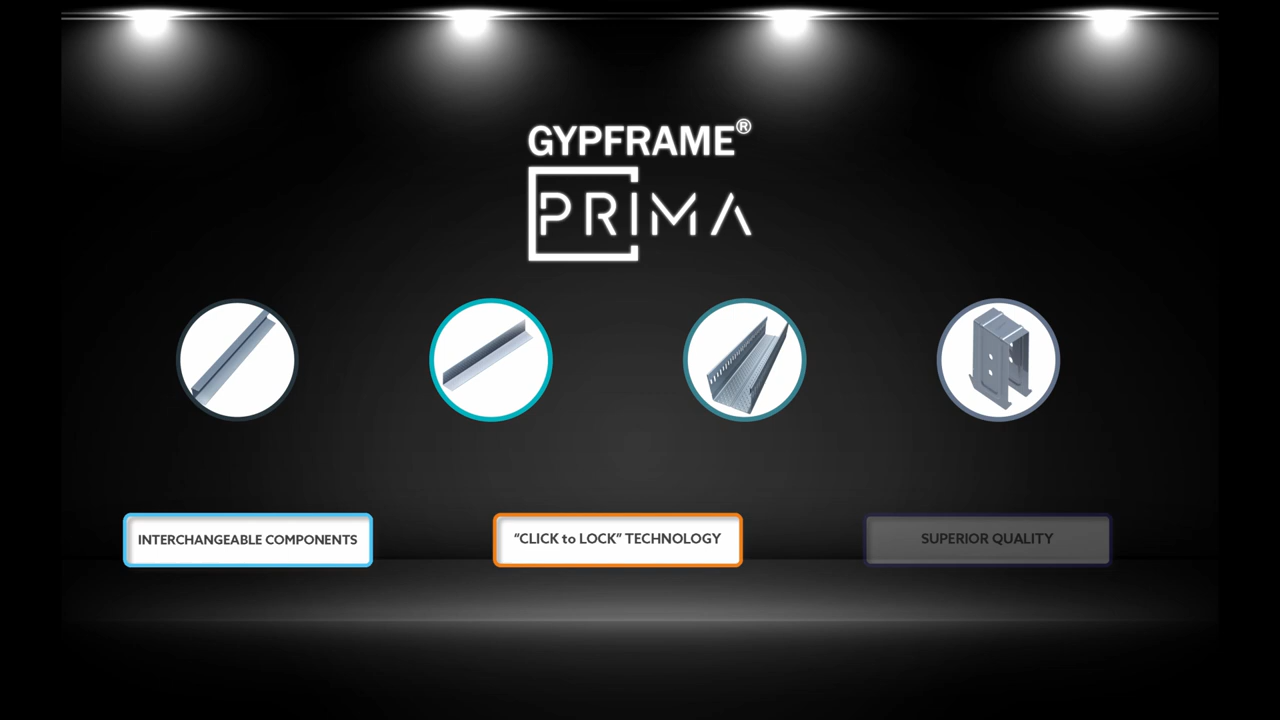 GYPFRAME®
PRIMA
INTERCHANGEABLE COMPONENTS
“CLICK to LOCK” TECHNOLOGY
SUPERIOR QUALITY